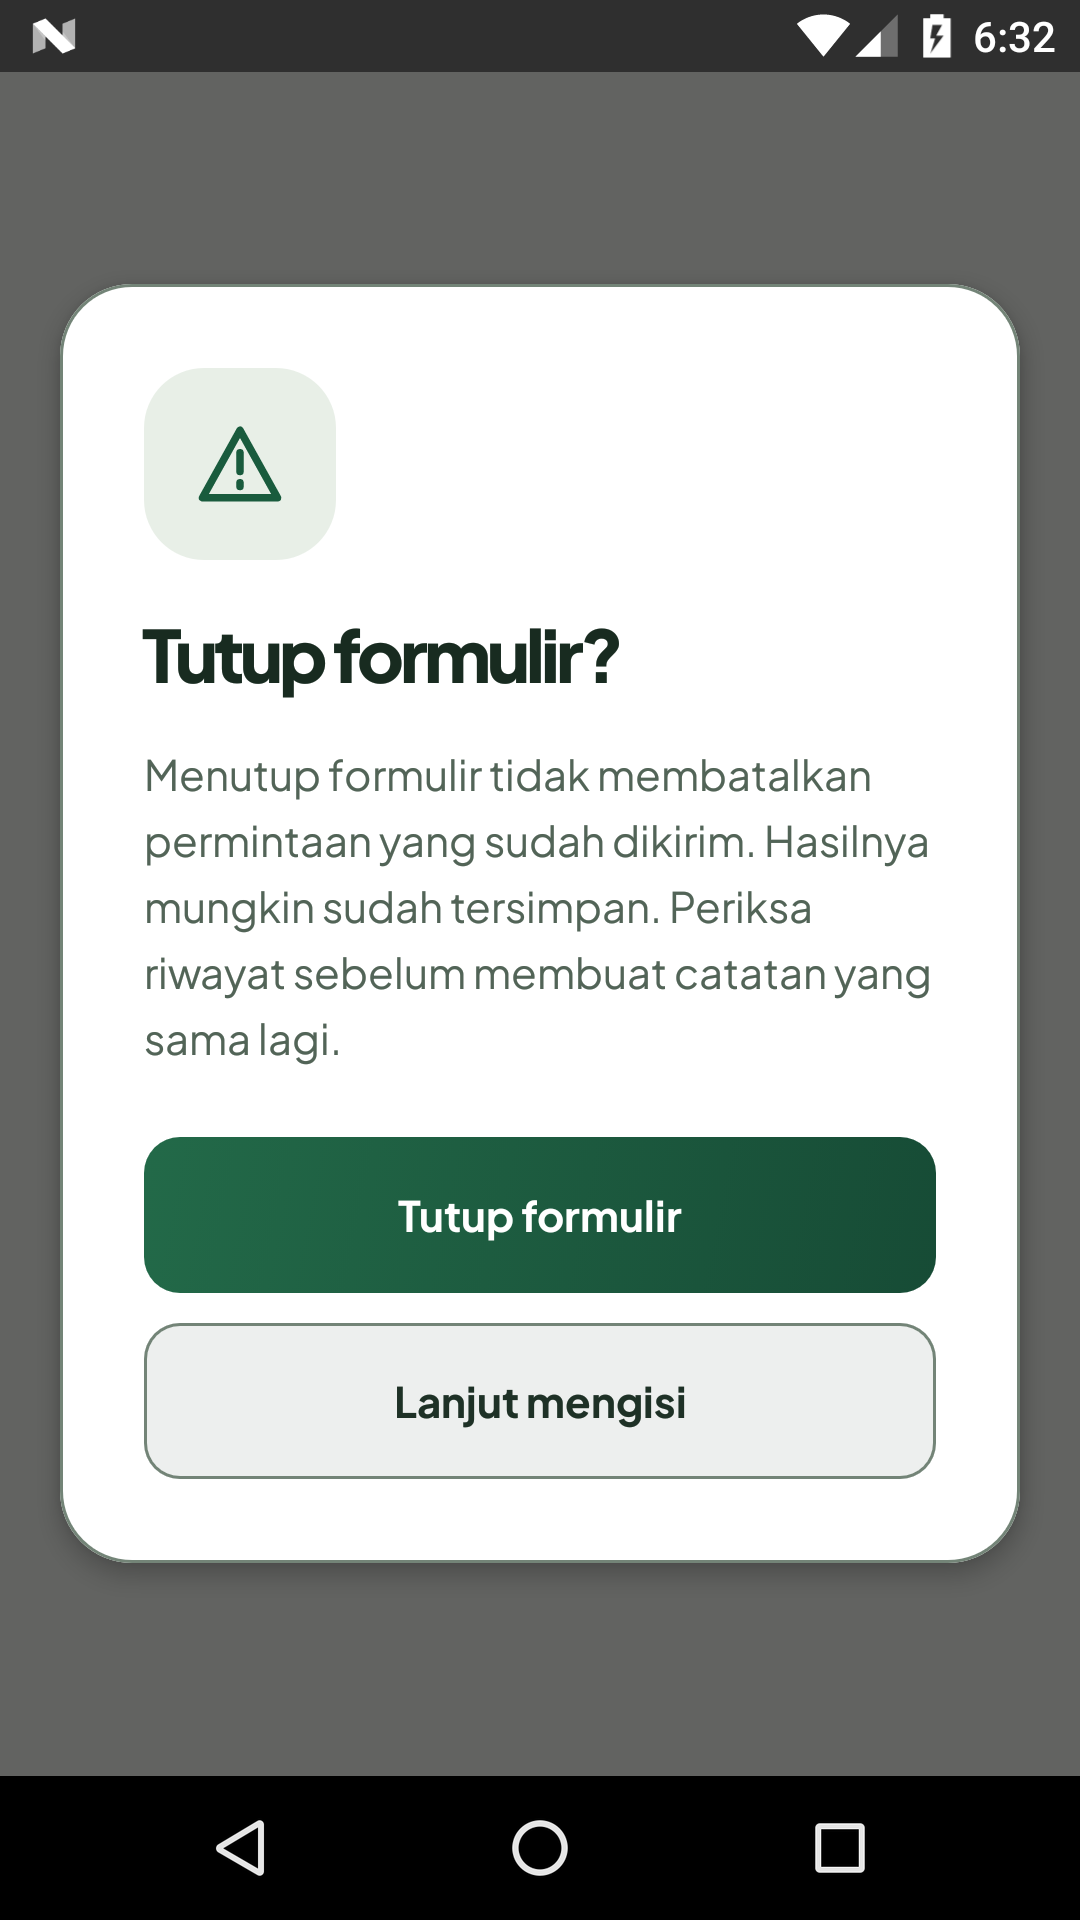 6:32
Tutup formulir?
Menutup formulir tidak membatalkan
permintaan yang sudah dikirim. Hasilnya
mungkin sudah tersimpan. Periksa
riwayat sebelum membuat catatan yang
sama lagi.
Tutup formulir
Lanjut mengisi